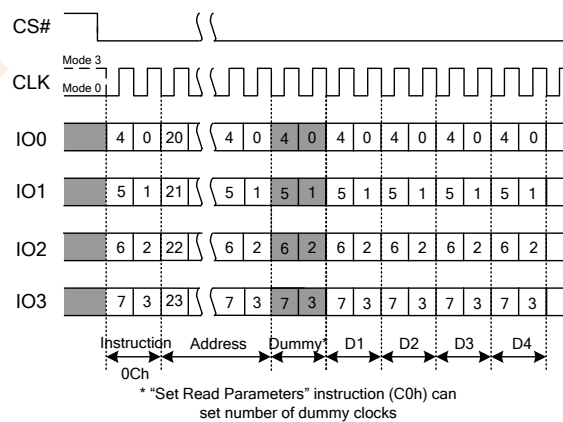 CS#
Mode 3
CLK
Mode 0
IO0 4 0 20 4 0 4 0 4 0 4 0 4 0 4 0
IO1 5 1 21 5 1 5 1 5 1 5 1 5 1 5 1
IO2 6 2 22 6 2 6 2 6 2 6 2 6 2 6 2
IO3 7 3 23 7 3 7 3 7 3 7 3 7 3 7 3
Instruction Address Dummy* D1 D2 D3 D4
0Ch
* “Set Read Parameters” instruction (C0h) can
set number of dummy clocks